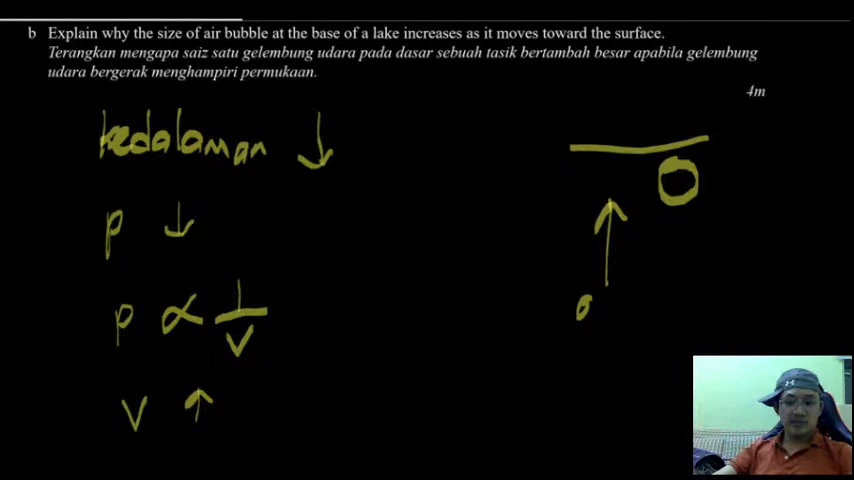 b Explain why the size of air bubble at the base of a lake increases as it moves toward the surface.
Terangkan mengapa saiz satu gelembung udara pada dasar sebuah tasik bertambah besar apabila gelembung
udara bergerak menghampiri permukaan.
4m
kedalaman ↓
p ↓
p ∝ 1/V
V ↑